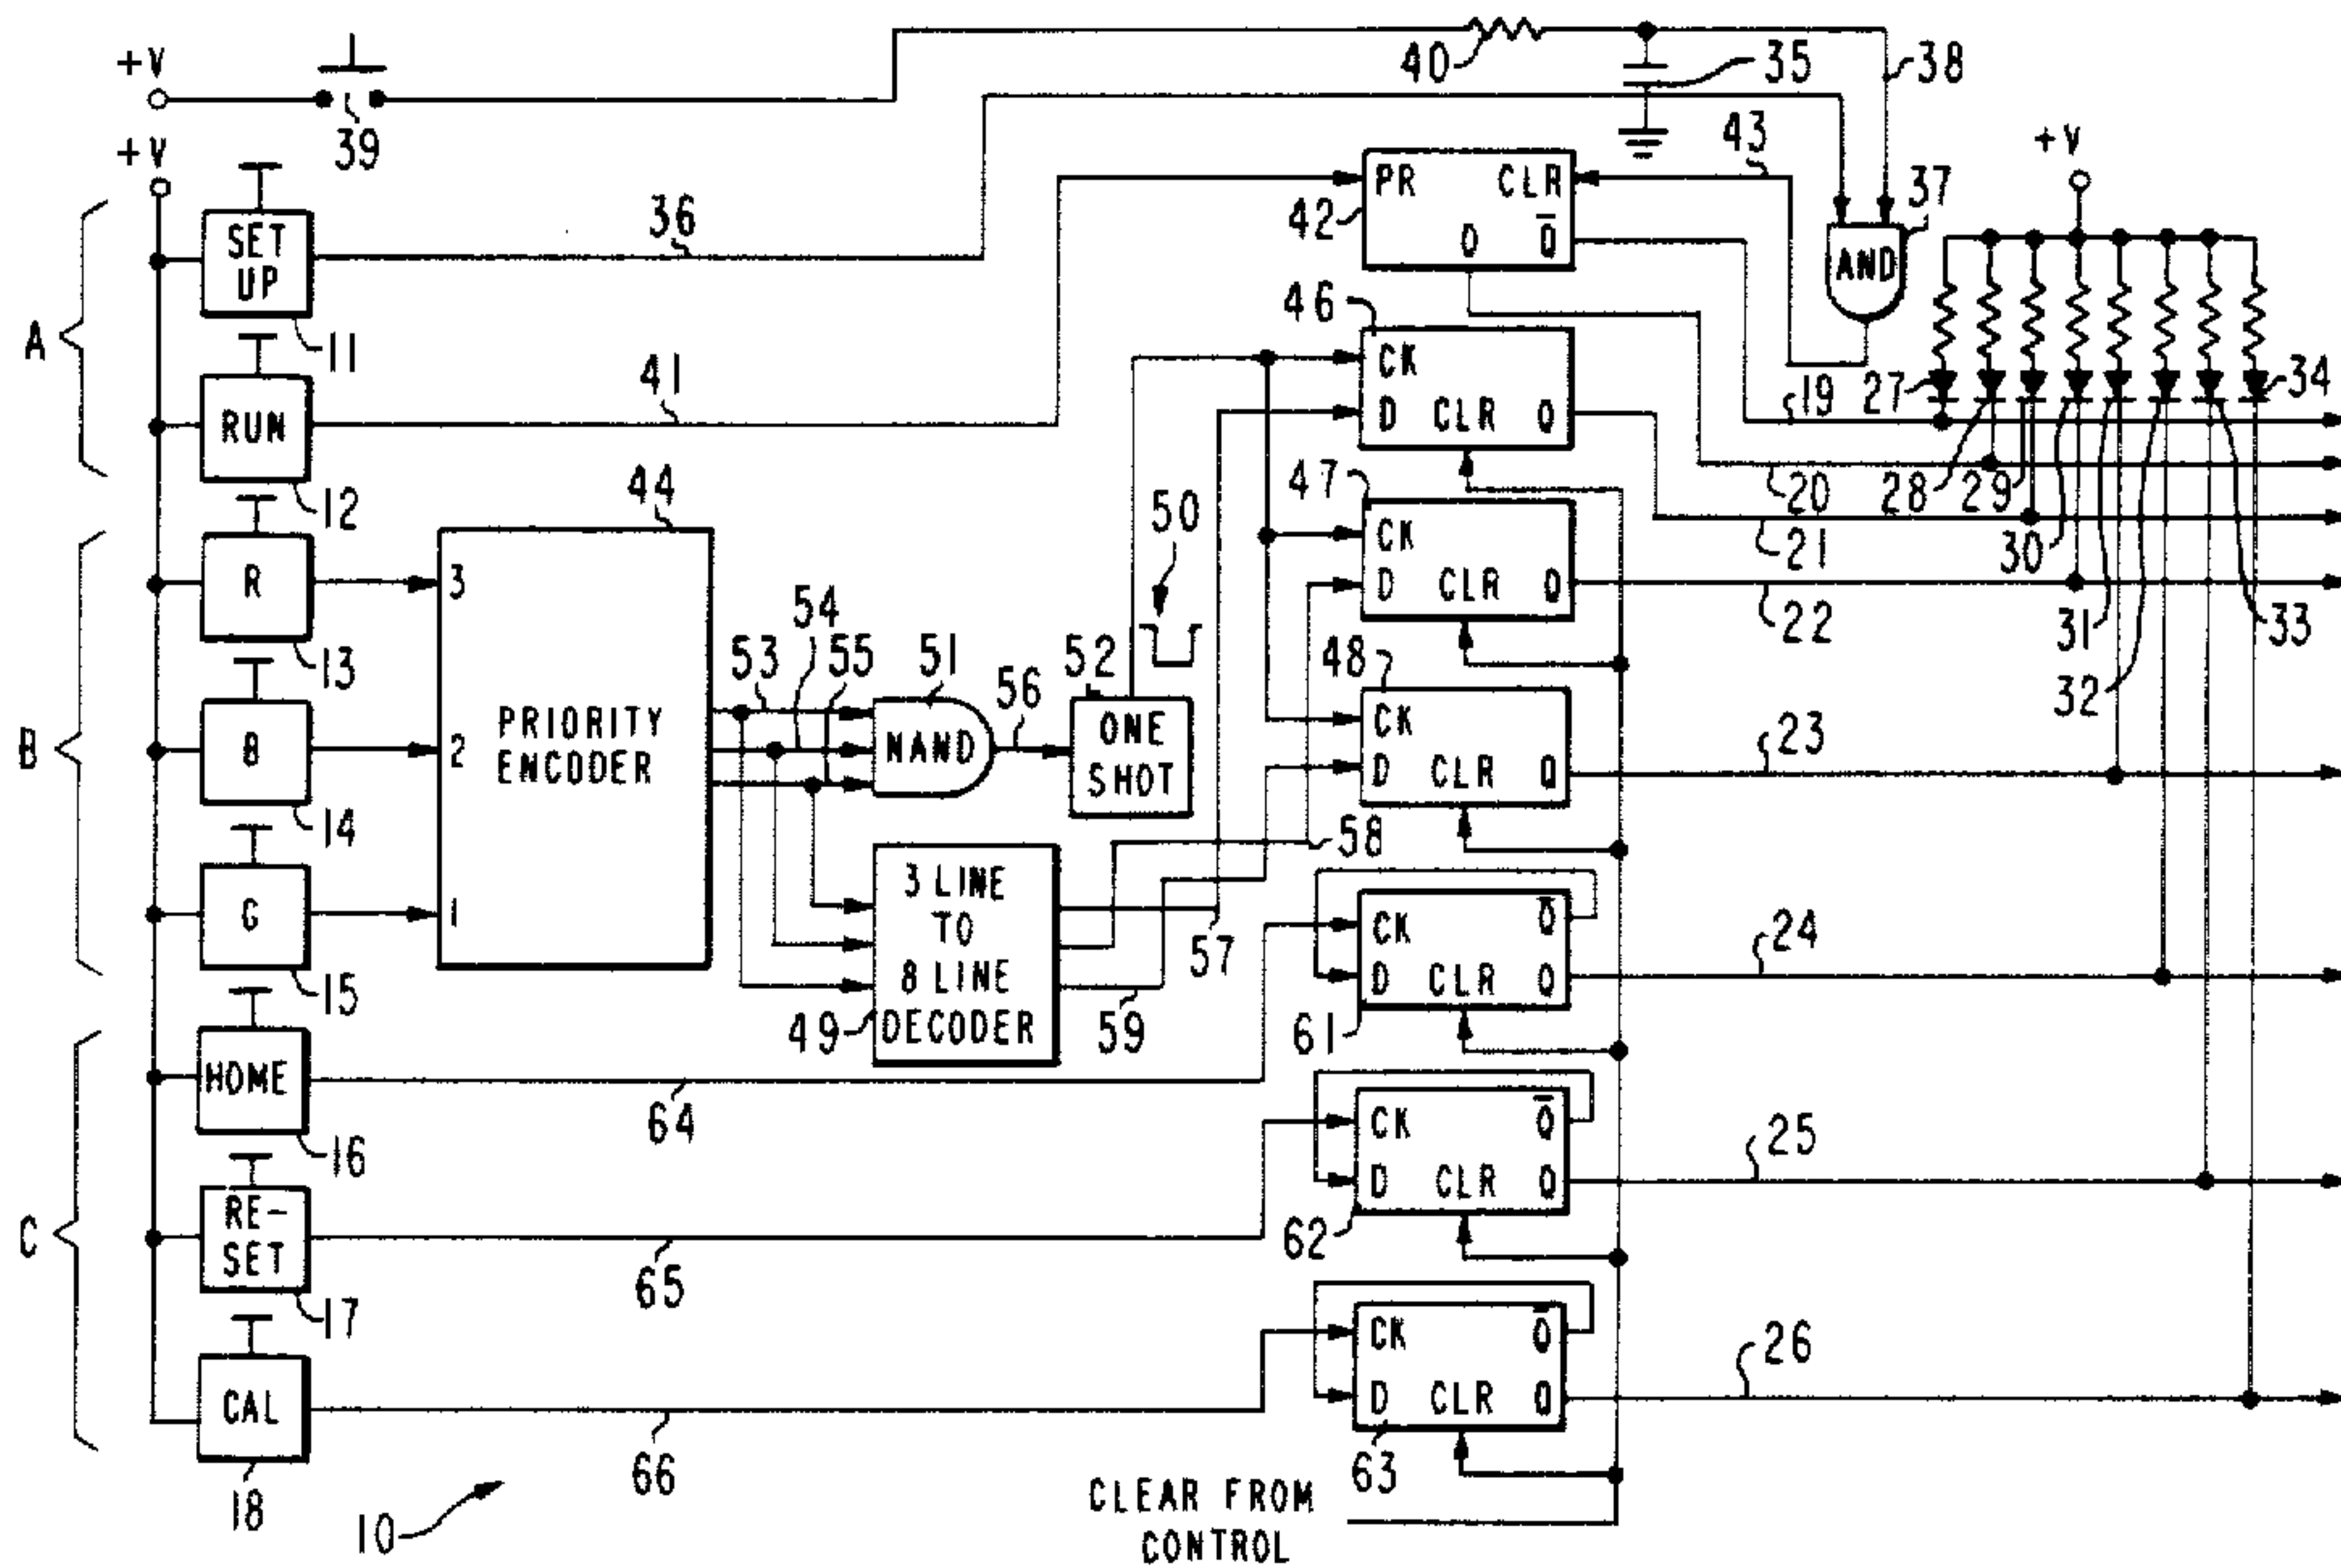 +V
40
35
38
39
+V
43
+V
SET
UP
36
PR CLR
42
Q Q̅
37
AND
A
11
46
RUN
41
CK
D CLR Q
19
27
34
12
44
47
20
28
29
50
R
3
CK
D CLR Q
21
30
22
31
33
13
54
53
55
51
56
52
48
32
B
B
2
PRIORITY
ENCODER
NAND
ONE
SHOT
CK
D CLR Q
23
14
58
G
1
3 LINE
TO
8 LINE
DECODER
49
57
59
CK Q̅
D CLR Q
24
15
61
HOME
64
16
CK Q̅
D CLR Q
25
C
RE-
SET
65
62
17
CAL
66
CK Q̅
D CLR Q
26
63
18
10
CLEAR FROM
CONTROL